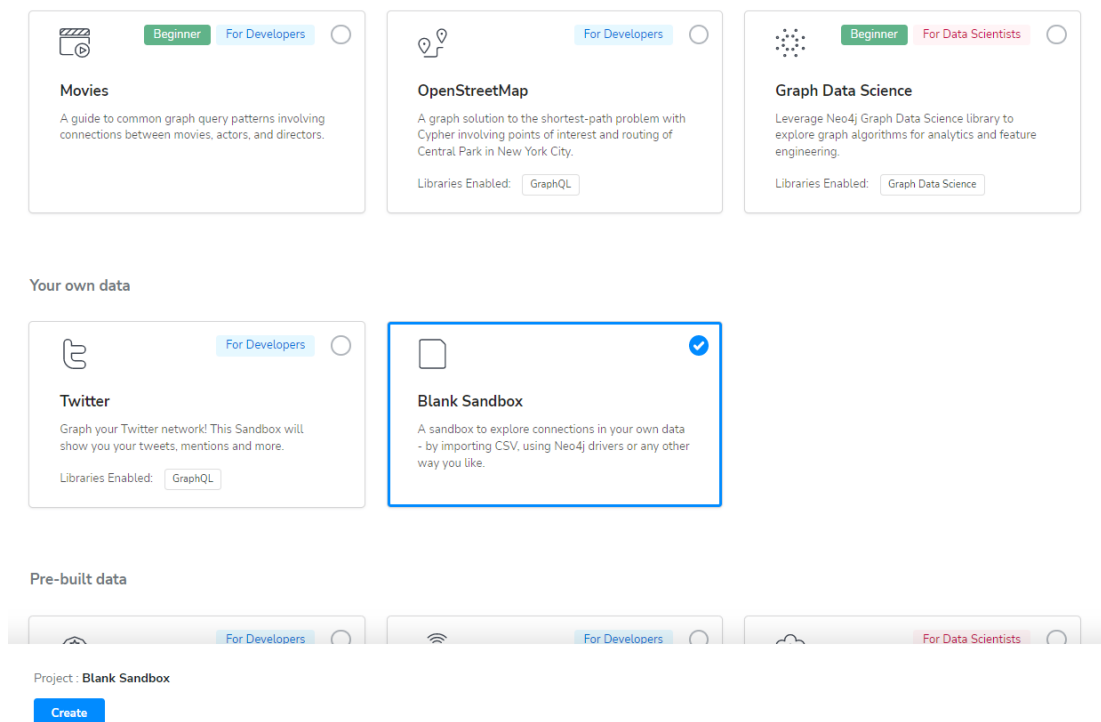 Beginner For Developers
Movies
A guide to common graph query patterns involving
connections between movies, actors, and directors.
For Developers
OpenStreetMap
A graph solution to the shortest-path problem with
Cypher involving points of interest and routing of
Central Park in New York City.
Libraries Enabled: GraphQL
Beginner For Data Scientists
Graph Data Science
Leverage Neo4j Graph Data Science library to
explore graph algorithms for analytics and feature
engineering.
Libraries Enabled: Graph Data Science
Your own data
For Developers
Twitter
Graph your Twitter network! This Sandbox will
show you your tweets, mentions and more.
Libraries Enabled: GraphQL
Blank Sandbox
A sandbox to explore connections in your own data
- by importing CSV, using Neo4j drivers or any other
way you like.
Pre-built data
For Developers
For Developers
For Data Scientists
Project : Blank Sandbox
Create